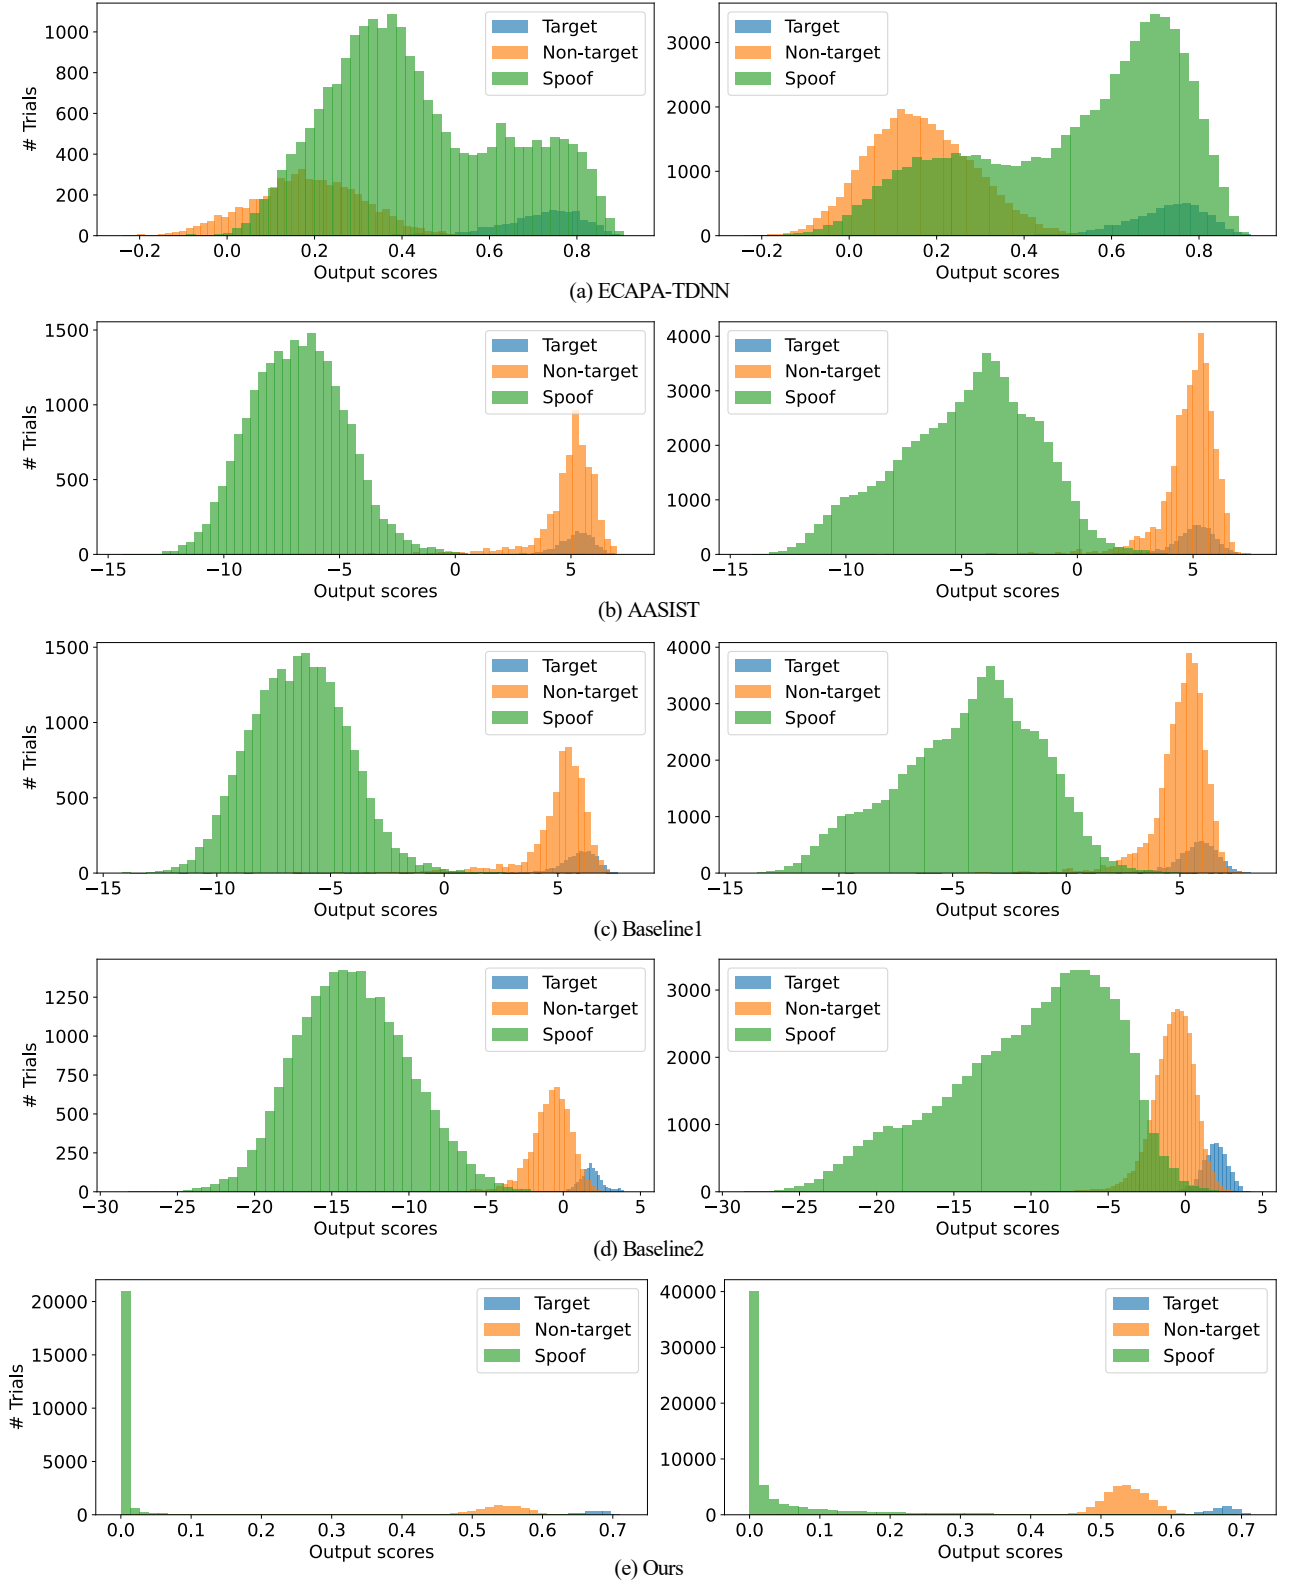 1000
800
600
400
200
0
# Trials
Target
Non-target
Spoof
−0.2 0.0 0.2 0.4 0.6 0.8
Output scores
3000
2000
1000
0
Target
Non-target
Spoof
−0.2 0.0 0.2 0.4 0.6 0.8
Output scores
(a) ECAPA-TDNN
1500
1000
500
0
# Trials
Target
Non-target
Spoof
−15 −10 −5 0 5
Output scores
4000
3000
2000
1000
0
Target
Non-target
Spoof
−15 −10 −5 0 5
Output scores
(b) AASIST
1500
1000
500
0
# Trials
Target
Non-target
Spoof
−15 −10 −5 0 5
Output scores
4000
3000
2000
1000
0
Target
Non-target
Spoof
−15 −10 −5 0 5
Output scores
(c) Baseline1
1250
1000
750
500
250
0
# Trials
Target
Non-target
Spoof
−30 −25 −20 −15 −10 −5 0 5
Output scores
3000
2000
1000
0
Target
Non-target
Spoof
−30 −25 −20 −15 −10 −5 0 5
Output scores
(d) Baseline2
20000
15000
10000
5000
0
# Trials
Target
Non-target
Spoof
0.0 0.1 0.2 0.3 0.4 0.5 0.6 0.7
Output scores
40000
30000
20000
10000
0
Target
Non-target
Spoof
0.0 0.1 0.2 0.3 0.4 0.5 0.6 0.7
Output scores
(e) Ours